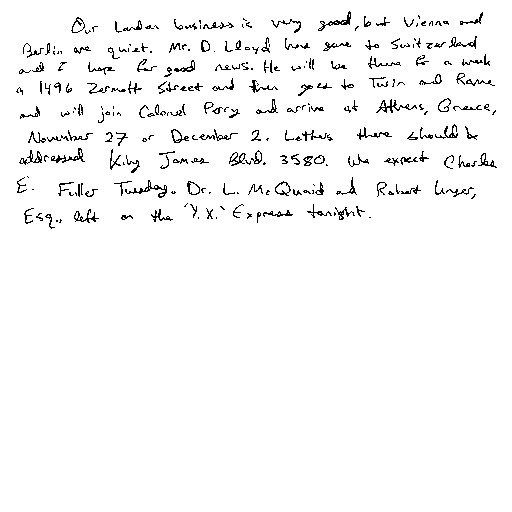 Our London business is very good, but Vienna and
Berlin are quiet. Mr. D. Lloyd have gone to Switzerland
and I hope for good news. He will be there for a week
a 1496 Zermott Street and then goes to Turin and Rome
and will join Colonel Perry and arrive at Athens, Greece,
November 27 or December 2. Letters there should be
addressed King James Blvd. 3580. We expect Charles
E. Fuller Tuesday. Dr. L. McQuaid and Robert Unger,
Esq., left on the 'Y.X.' Express tonight.